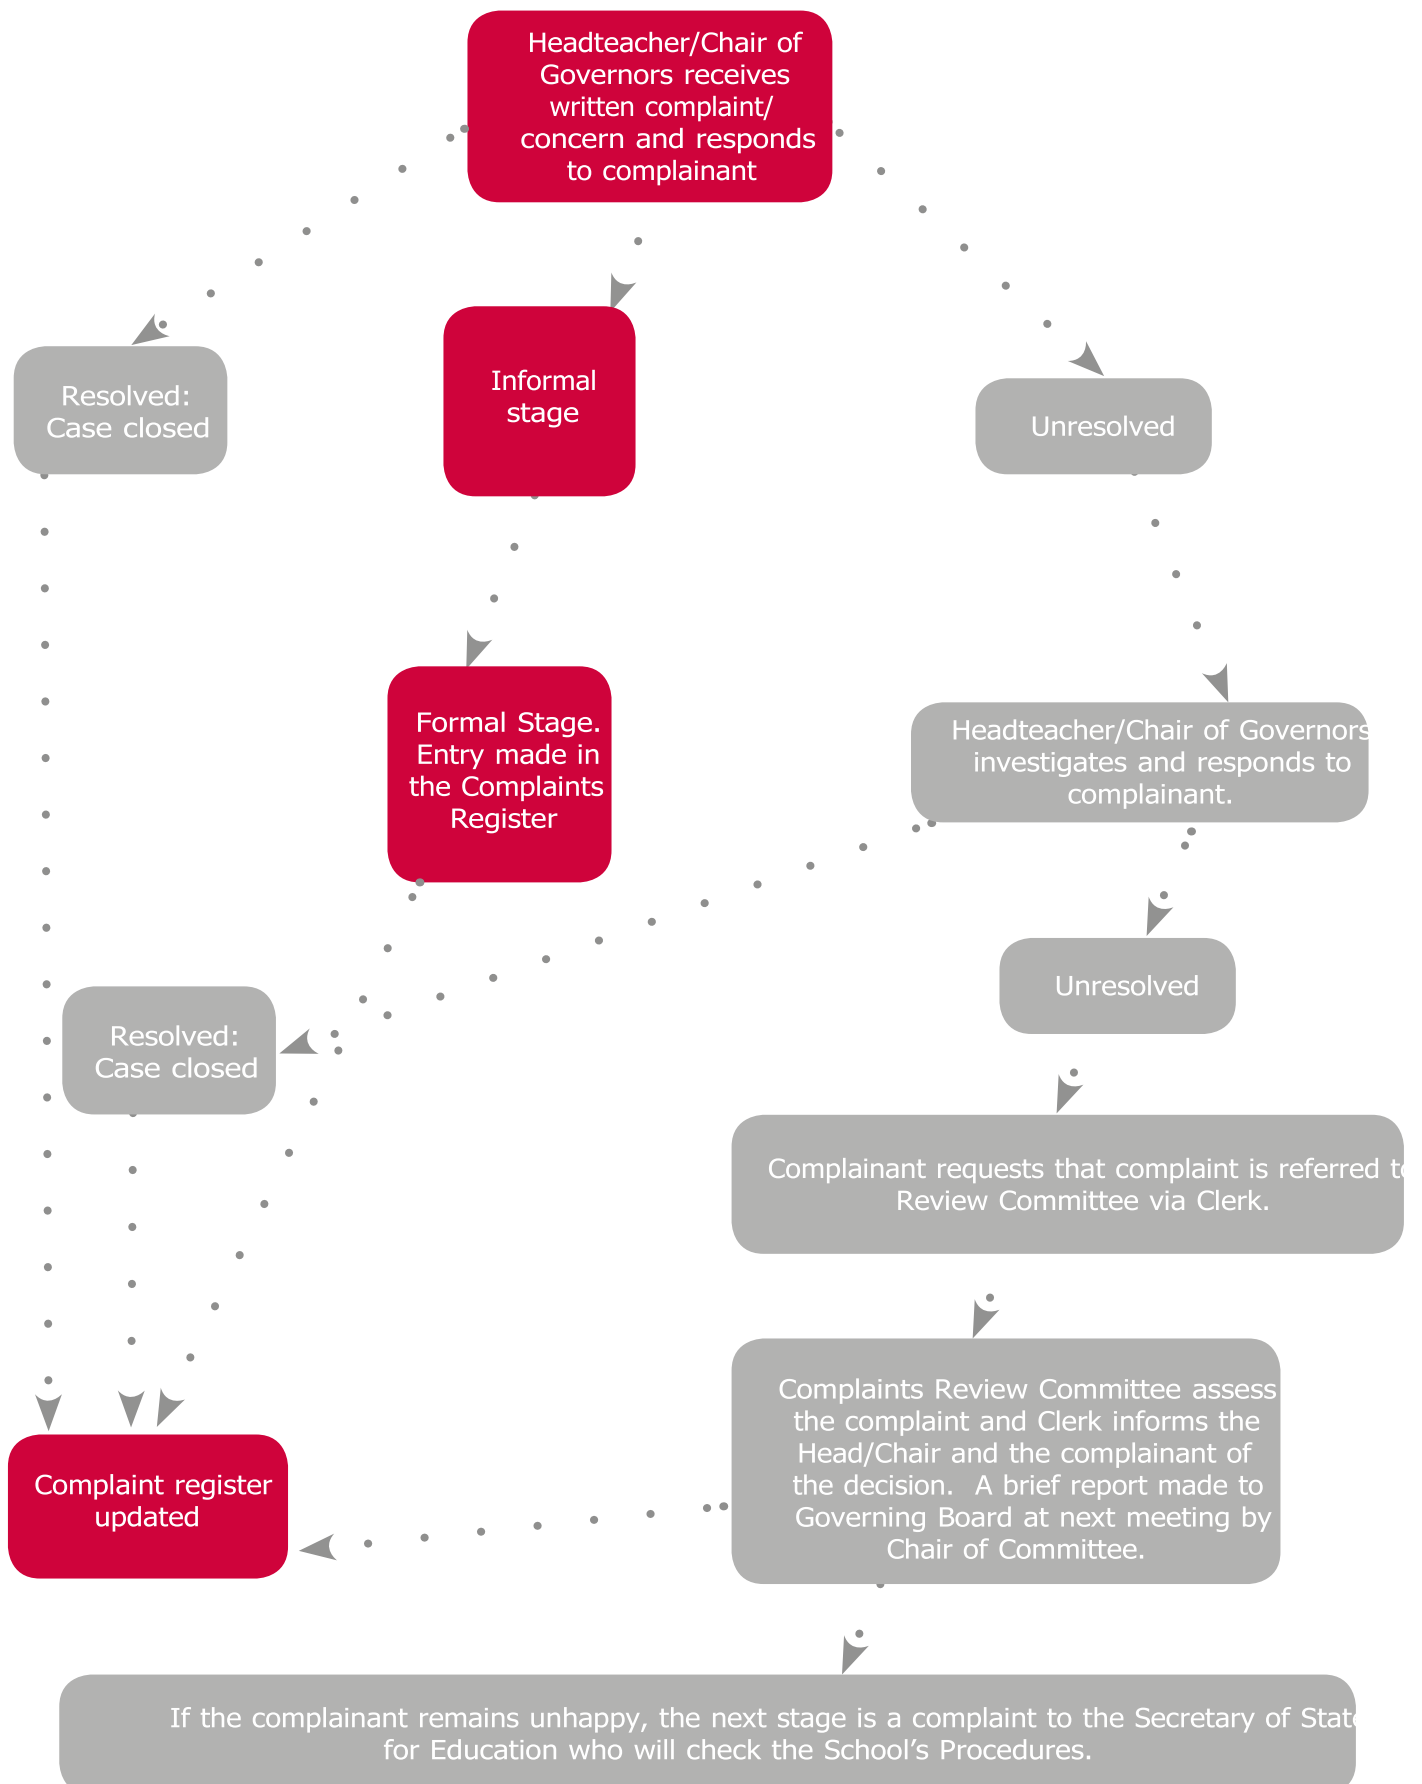 Headteacher/Chair of
Governors receives
written complaint/
concern and responds
to complainant
Resolved:
Case closed
Informal
stage
Unresolved
Formal Stage.
Entry made in
the Complaints
Register
Headteacher/Chair of Governors
investigates and responds to
complainant.
Unresolved
Resolved:
Case closed
Complainant requests that complaint is referred to
Review Committee via Clerk.
Complaints Review Committee assess
the complaint and Clerk informs the
Head/Chair and the complainant of
the decision.  A brief report made to
Governing Board at next meeting by
Chair of Committee.
Complaint register
updated
If the complainant remains unhappy, the next stage is a complaint to the Secretary of State
for Education who will check the School’s Procedures.